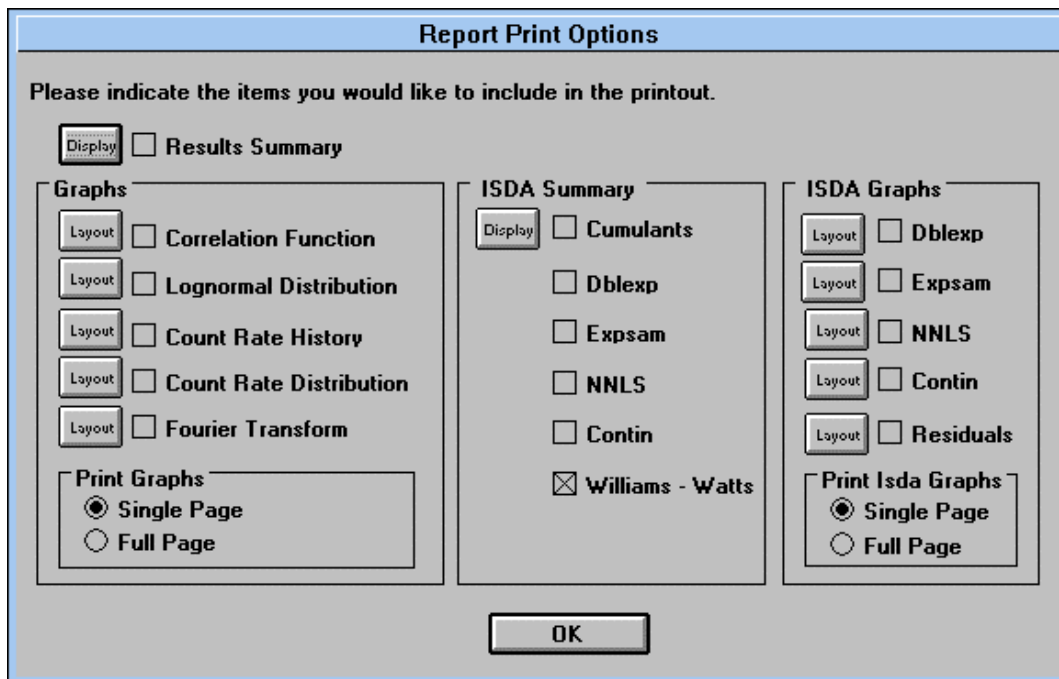 Report Print Options
Please indicate the items you would like to include in the printout.
Display Results Summary
Graphs
Layout Correlation Function
Layout Lognormal Distribution
Layout Count Rate History
Layout Count Rate Distribution
Layout Fourier Transform
Print Graphs
Single Page
Full Page
ISDA Summary
Display Cumulants
Dblexp
Expsam
NNLS
Contin
Williams - Watts
ISDA Graphs
Layout Dblexp
Layout Expsam
Layout NNLS
Layout Contin
Layout Residuals
Print Isda Graphs
Single Page
Full Page
OK